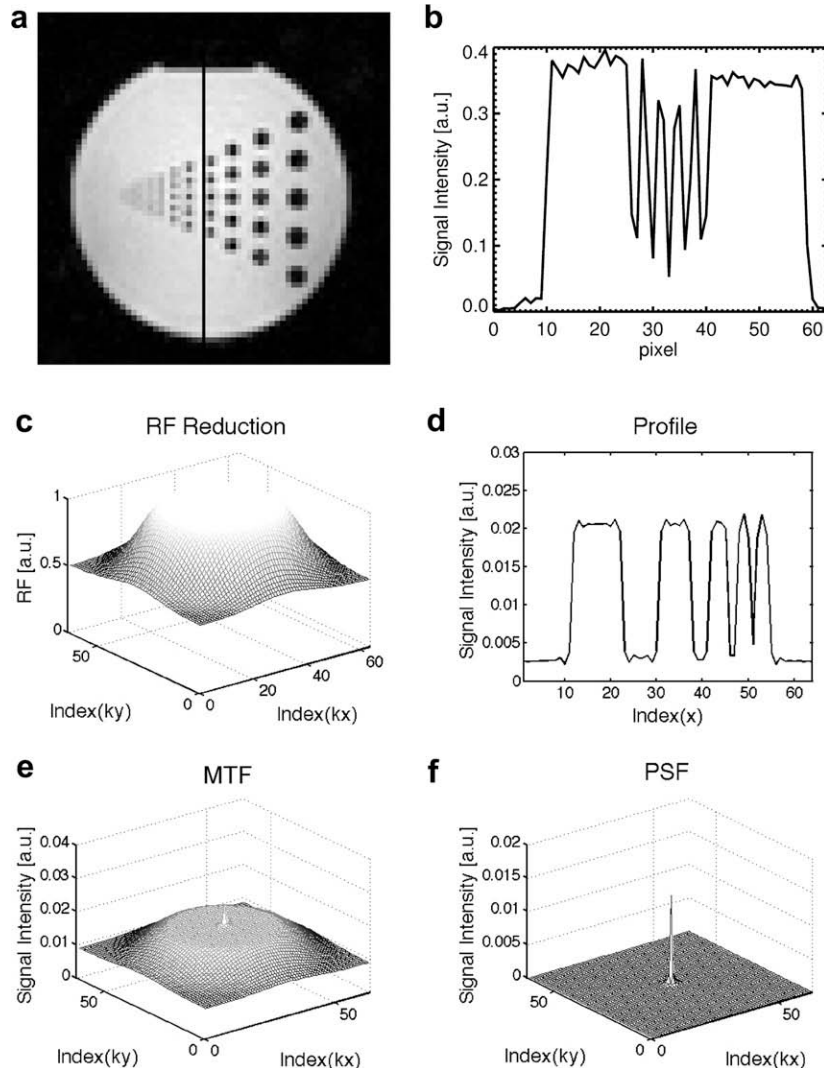 a
b
0.4
0.3
0.2
0.1
0.0
Signal Intensity [a.u.]
0 10 20 30 40 50 60
pixel
c
RF Reduction
1
0.5
0
RF [a.u.]
50
0
Index(ky)
0
20
40
60
Index(kx)
d
Profile
0.03
0.025
0.02
0.015
0.01
0.005
0
Signal Intensity [a.u.]
10 20 30 40 50 60
Index(x)
e
MTF
0.04
0.03
0.02
0.01
0
Signal Intensity [a.u.]
50
0
Index(ky)
0
50
Index(kx)
f
PSF
0.02
0.015
0.01
0.005
0
Signal Intensity [a.u.]
50
0
Index(ky)
0
50
Index(kx)